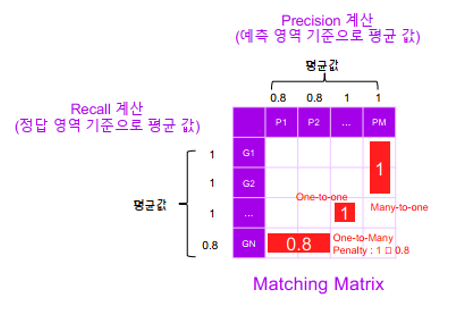 Precision 계산
(예측 영역 기준으로 평균 값)
평균값
0.8 0.8 1 1
Recall 계산
(정답 영역 기준으로 평균 값)
P1 P2 ... PM
1 G1
1 G2
1 ...
0.8 GN
평균값
1
One-to-one
1
Many-to-one
0.8
One-to-Many
Penalty : 1 □ 0.8
Matching Matrix